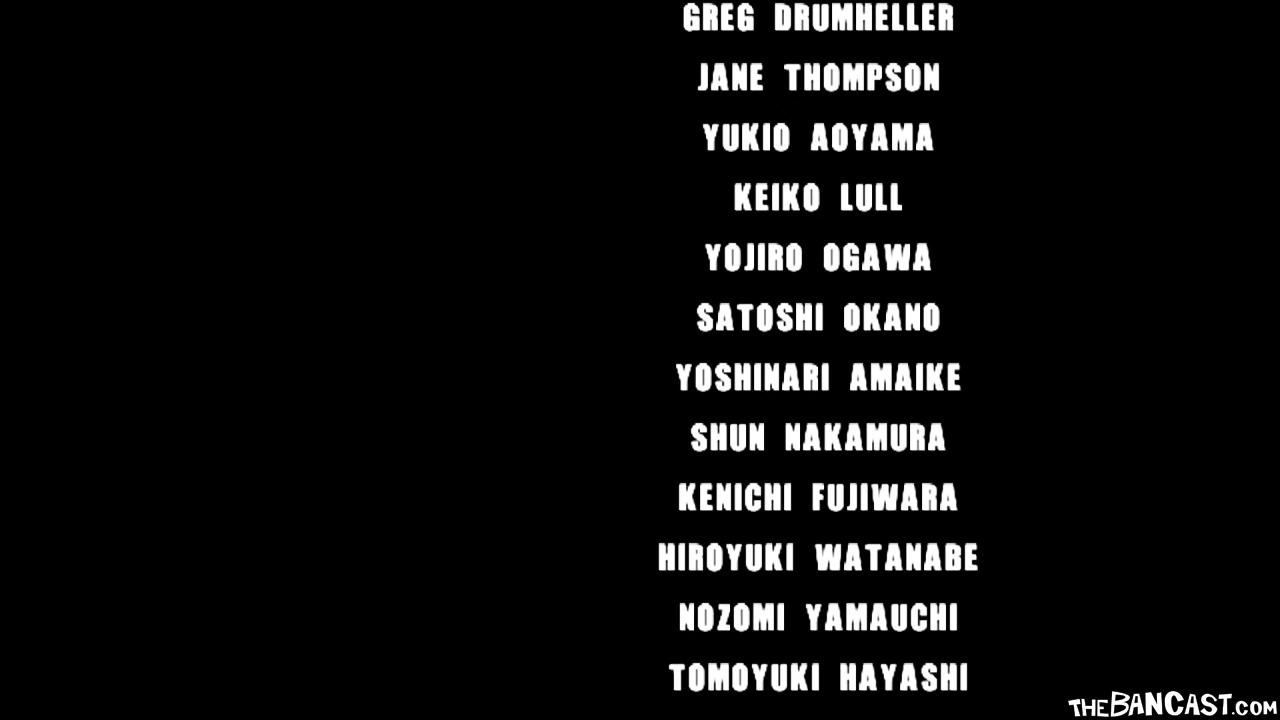 GREG DRUMHELLER
JANE THOMPSON
YUKIO AOYAMA
KEIKO LULL
YOJIRO OGAWA
SATOSHI OKANO
YOSHINARI AMAIKE
SHUN NAKAMURA
KENICHI FUJIWARA
HIROYUKI WATANABE
NOZOMI YAMAUCHI
TOMOYUKI HAYASHI
THEBANCAST.COM